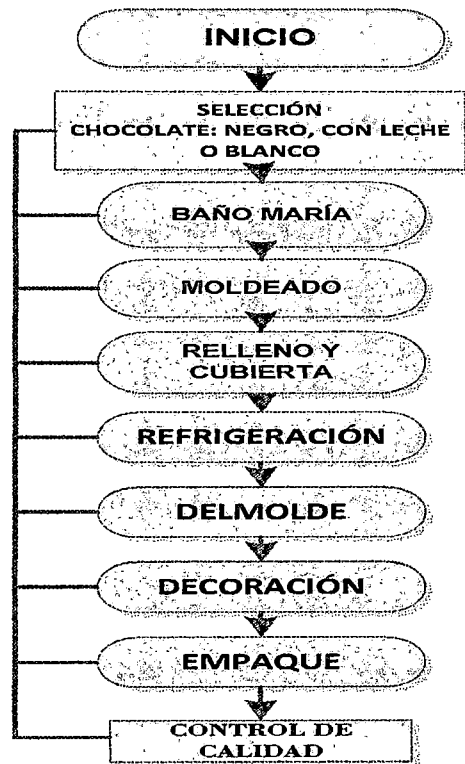 INICIO
SELECCIÓN
CHOCOLATE: NEGRO, CON LECHE
O BLANCO
BAÑO MARÍA
MOLDEADO
RELLENO Y
CUBIERTA
REFRIGERACIÓN
DELMOLDE
DECORACIÓN
EMPAQUE
CONTROL DE
CALIDAD